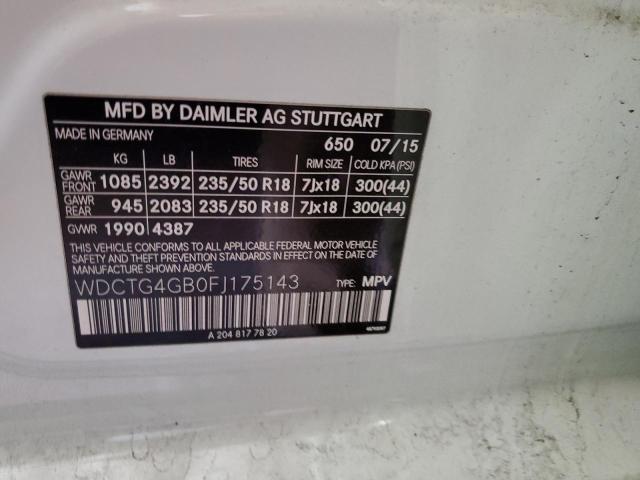 MFD BY DAIMLER AG STUTTGART
MADE IN GERMANY 650 07/15
KG LB TIRES RIM SIZE COLD KPA (PSI)
GAWR FRONT 1085 2392 235/50 R18 7Jx18 300(44)
GAWR REAR 945 2083 235/50 R18 7Jx18 300(44)
GVWR 1990 4387
THIS VEHICLE CONFORMS TO ALL APPLICABLE FEDERAL MOTOR VEHICLE
SAFETY AND THEFT PREVENTION STANDARDS IN EFFECT ON THE
DATE OF MANUFACTURE SHOWN ABOVE.
WDCTG4GB0FJ175143 TYPE: MPV
A 204 817 78 20